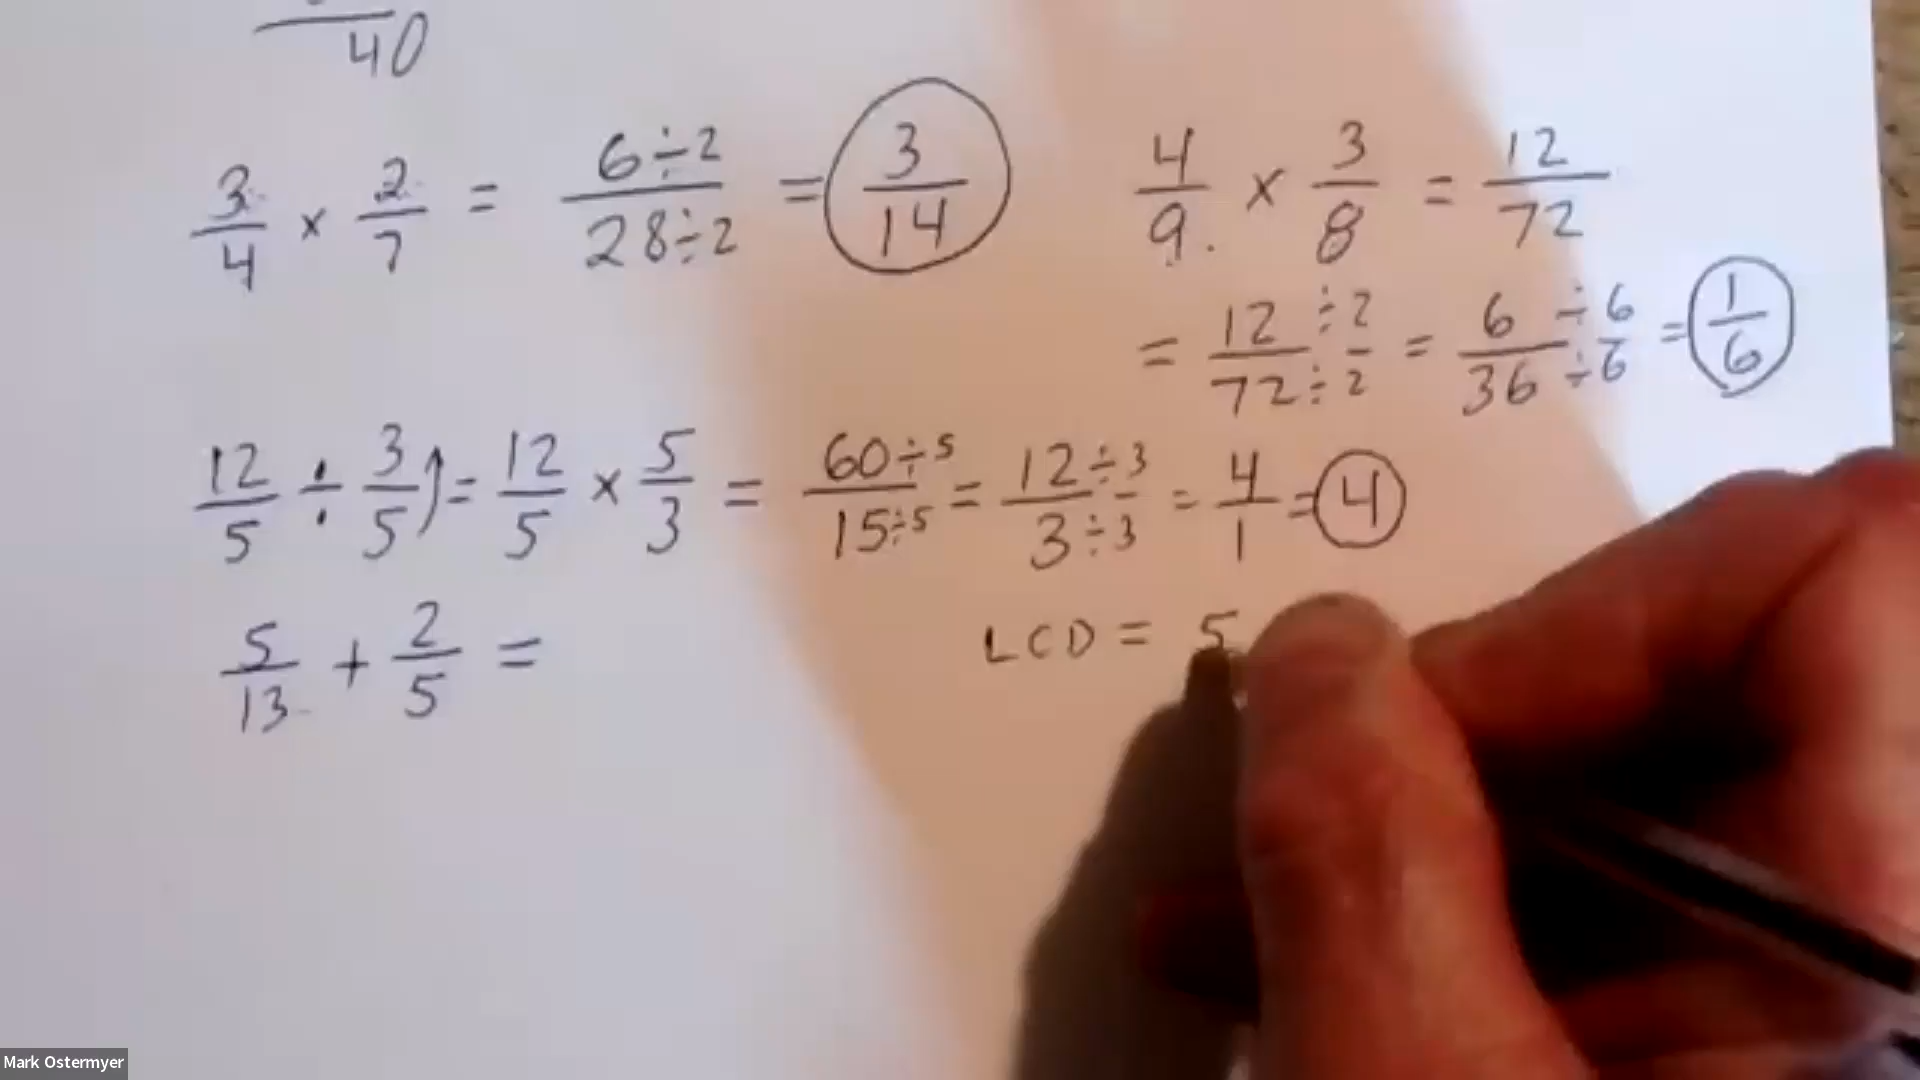 40
3/4 × 2/7 = 6÷2/28÷2 = 3/14
4/9 × 3/8 = 12/72
= 12÷2/72÷2 = 6÷6/36÷6 = 1/6
12/5 ÷ 3/5 = 12/5 × 5/3 = 60÷5/15÷5 = 12÷3/3÷3 = 4/1 = 4
5/13 + 2/5 =
LCD = 5
Mark Ostermyer